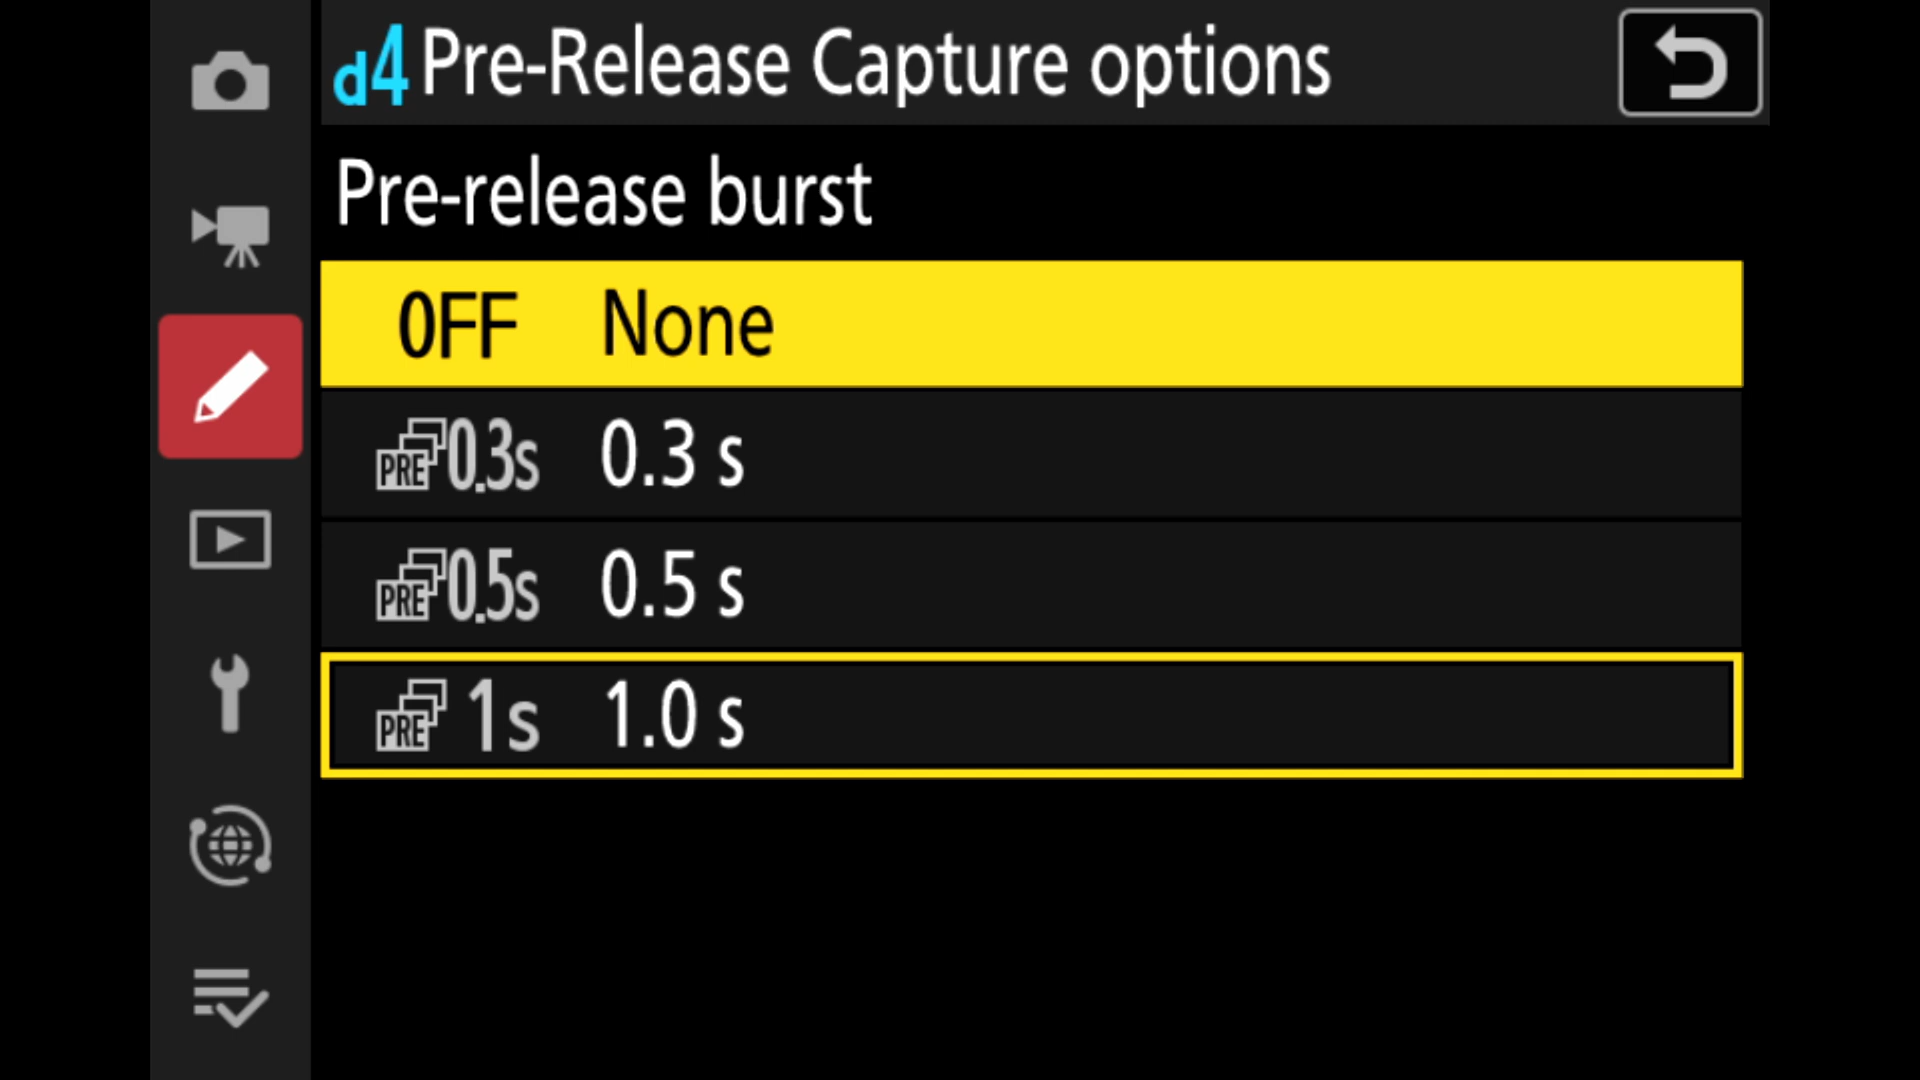 d4 Pre-Release Capture options
Pre-release burst
OFF None
PRE 0.3s 0.3 s
PRE 0.5s 0.5 s
PRE 1s 1.0 s